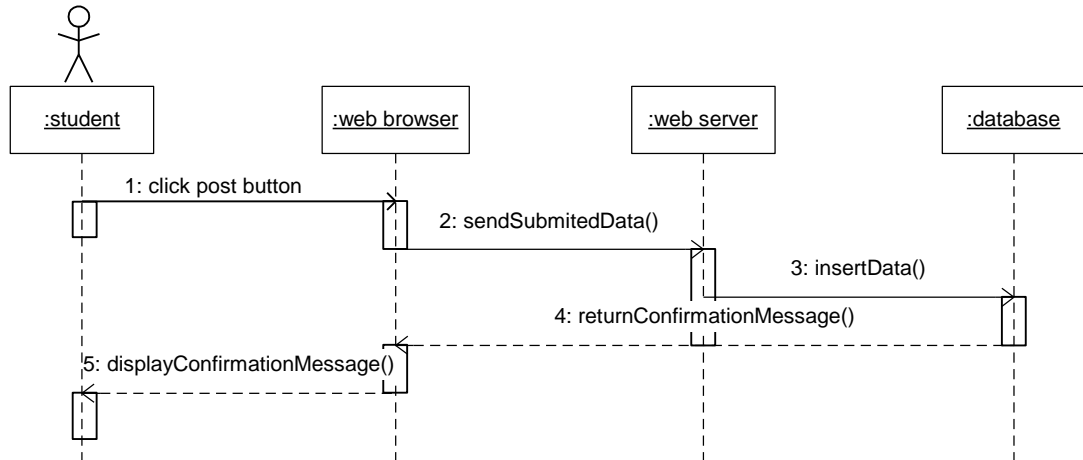 :student
:web browser
:web server
:database
1: click post button
2: sendSubmitedData()
3: insertData()
4: returnConfirmationMessage()
5: displayConfirmationMessage()